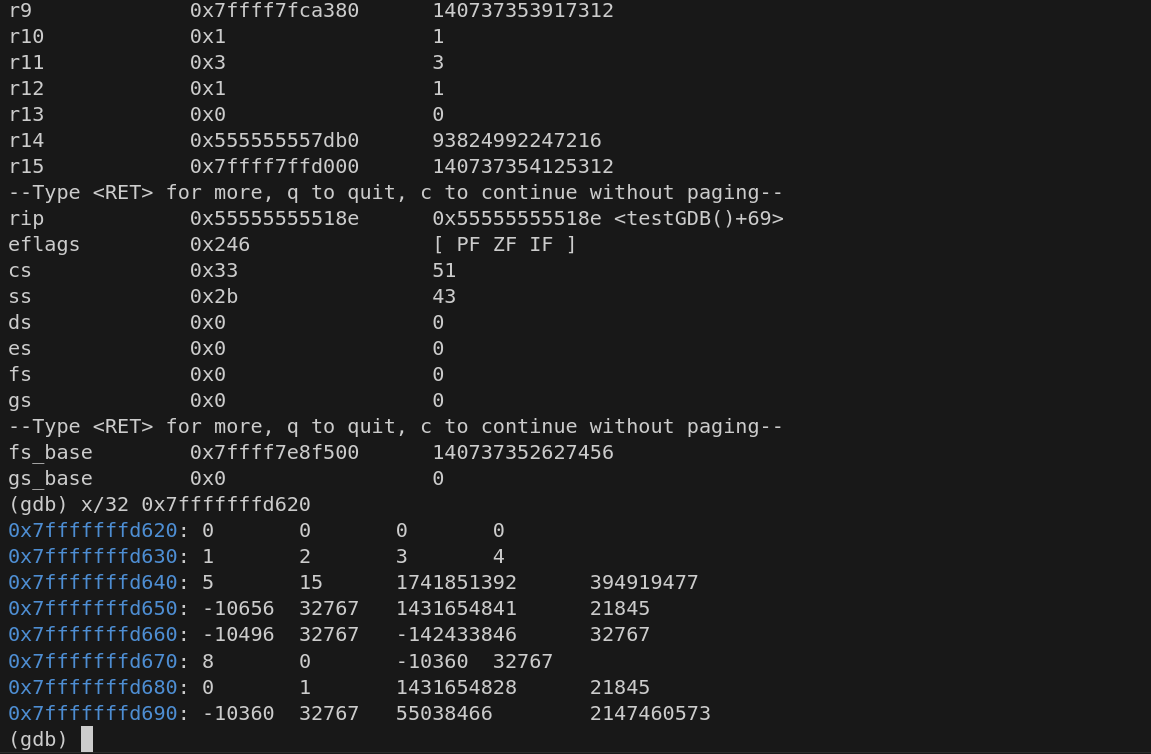 r9 0x7ffff7fca380 140737353917312
r10 0x1 1
r11 0x3 3
r12 0x1 1
r13 0x0 0
r14 0x555555557db0 93824992247216
r15 0x7ffff7ffd000 140737354125312
--Type <RET> for more, q to quit, c to continue without paging--
rip 0x55555555518e 0x55555555518e <testGDB()+69>
eflags 0x246 [ PF ZF IF ]
cs 0x33 51
ss 0x2b 43
ds 0x0 0
es 0x0 0
fs 0x0 0
gs 0x0 0
--Type <RET> for more, q to quit, c to continue without paging--
fs_base 0x7ffff7e8f500 140737352627456
gs_base 0x0 0
(gdb) x/32 0x7fffffffd620
0x7fffffffd620: 0 0 0 0
0x7fffffffd630: 1 2 3 4
0x7fffffffd640: 5 15 1741851392 394919477
0x7fffffffd650: -10656 32767 1431654841 21845
0x7fffffffd660: -10496 32767 -142433846 32767
0x7fffffffd670: 8 0 -10360 32767
0x7fffffffd680: 0 1 1431654828 21845
0x7fffffffd690: -10360 32767 55038466 2147460573
(gdb)